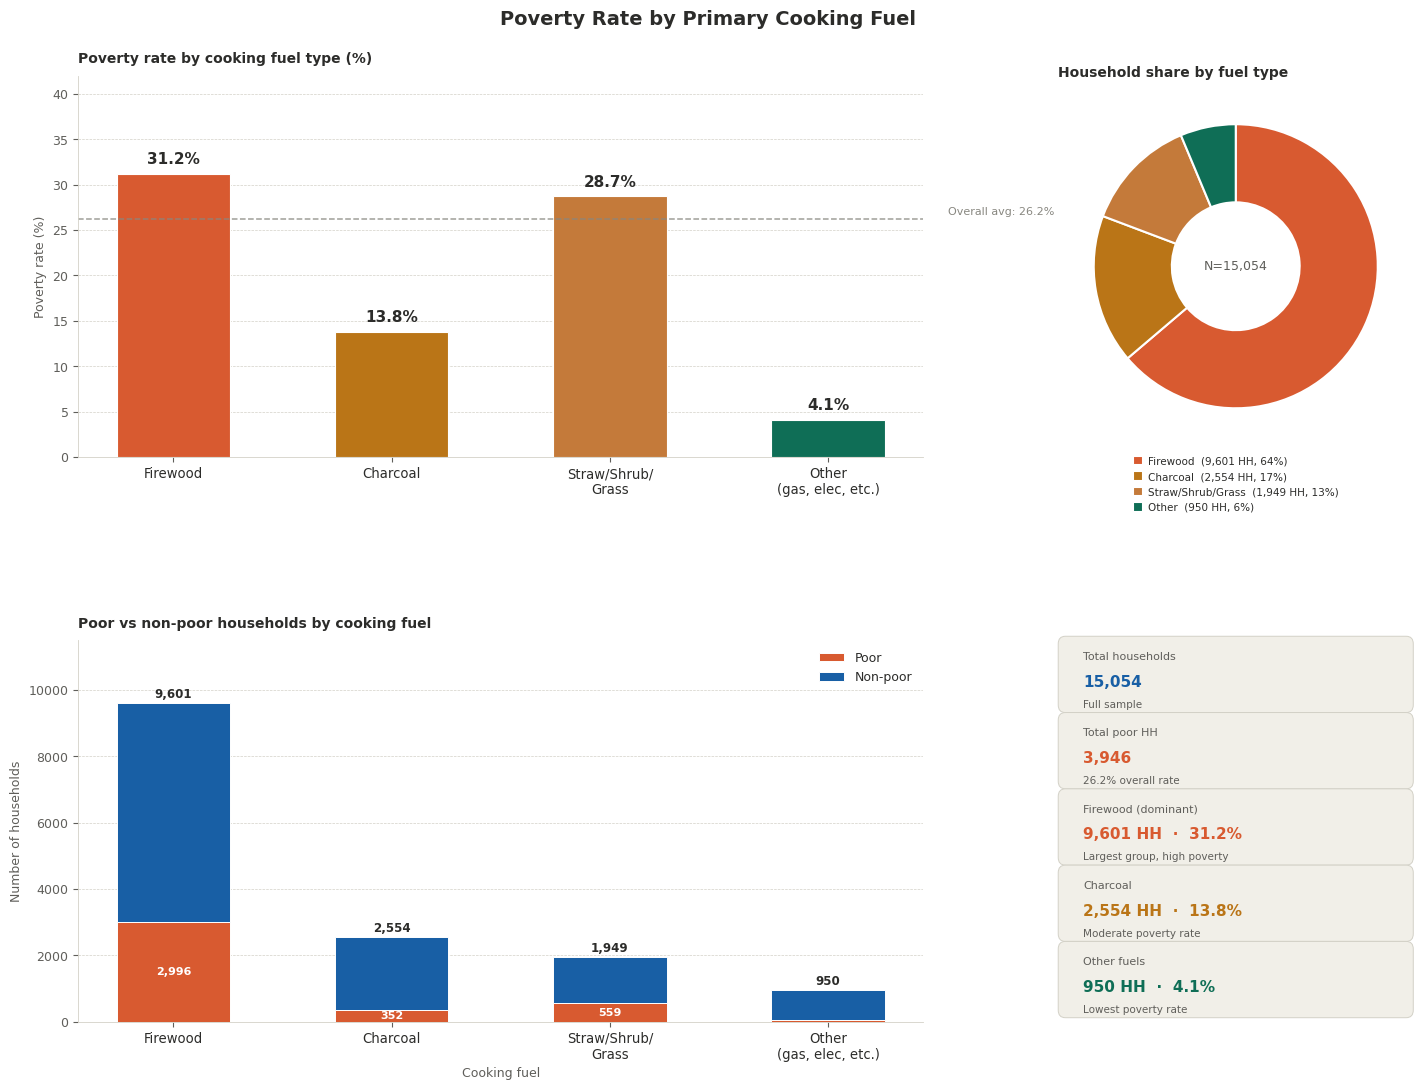 Poverty Rate by Primary Cooking Fuel
Poverty rate by cooking fuel type (%)
Poverty rate (%)
40
35
30
25
20
15
10
5
0
31.2%
13.8%
28.7%
4.1%
Overall avg: 26.2%
Firewood
Charcoal
Straw/Shrub/
Grass
Other
(gas, elec, etc.)
Household share by fuel type
N=15,054
Firewood (9,601 HH, 64%)
Charcoal (2,554 HH, 17%)
Straw/Shrub/Grass (1,949 HH, 13%)
Other (950 HH, 6%)
Poor vs non-poor households by cooking fuel
Number of households
10000
8000
6000
4000
2000
0
Poor
Non-poor
9,601
2,996
2,554
352
1,949
559
950
Firewood
Charcoal
Straw/Shrub/
Grass
Other
(gas, elec, etc.)
Cooking fuel
Total households
15,054
Full sample
Total poor HH
3,946
26.2% overall rate
Firewood (dominant)
9,601 HH · 31.2%
Largest group, high poverty
Charcoal
2,554 HH · 13.8%
Moderate poverty rate
Other fuels
950 HH · 4.1%
Lowest poverty rate